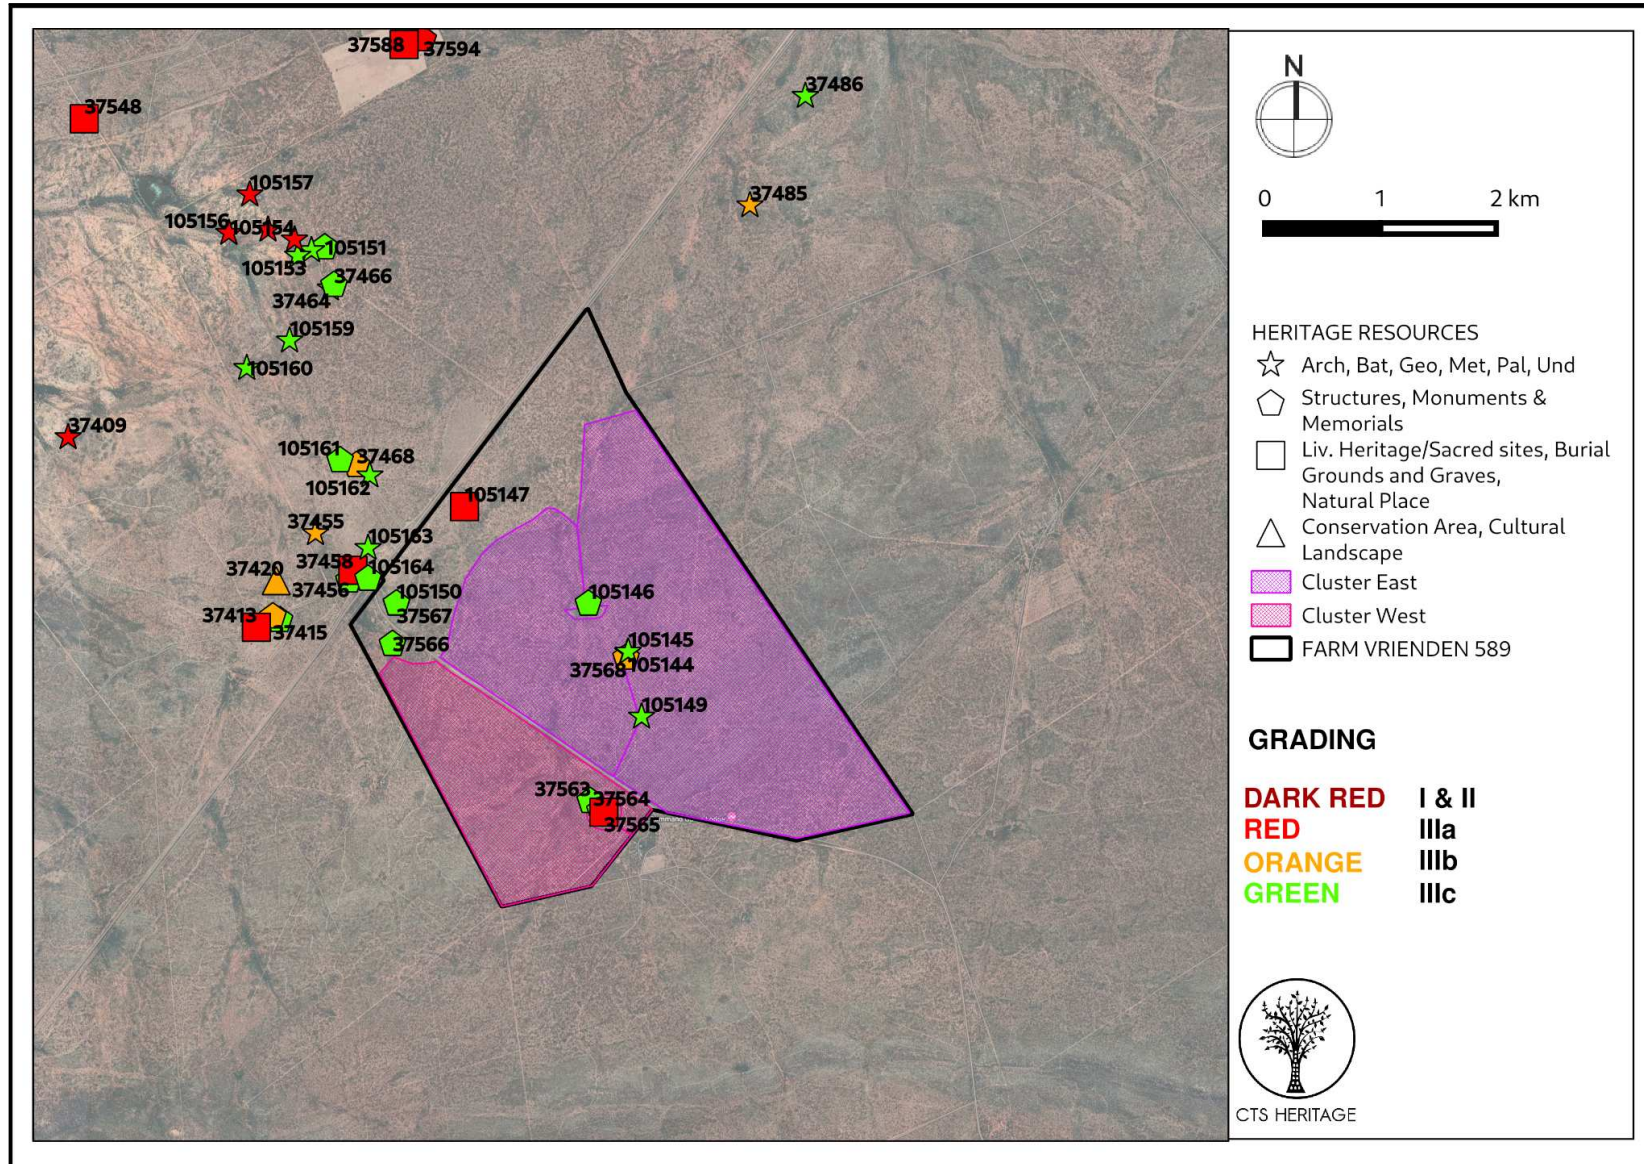 37588
37594
37548
37486
105157
37485
105156
105154
105151
105153
37466
37464
105159
105160
37409
105161
37468
105162
105147
37455
105163
37458
105164
37420
37456
105150
105146
37413
37567
37415
37566
105145
37568
105144
105149
37563
37564
37565
N
0 1 2 km
HERITAGE RESOURCES
Arch, Bat, Geo, Met, Pal, Und
Structures, Monuments &
Memorials
Liv. Heritage/Sacred sites, Burial
Grounds and Graves,
Natural Place
Conservation Area, Cultural
Landscape
Cluster East
Cluster West
FARM VRIENDEN 589
GRADING
DARK RED I & II
RED IIIa
ORANGE IIIb
GREEN IIIc
CTS HERITAGE